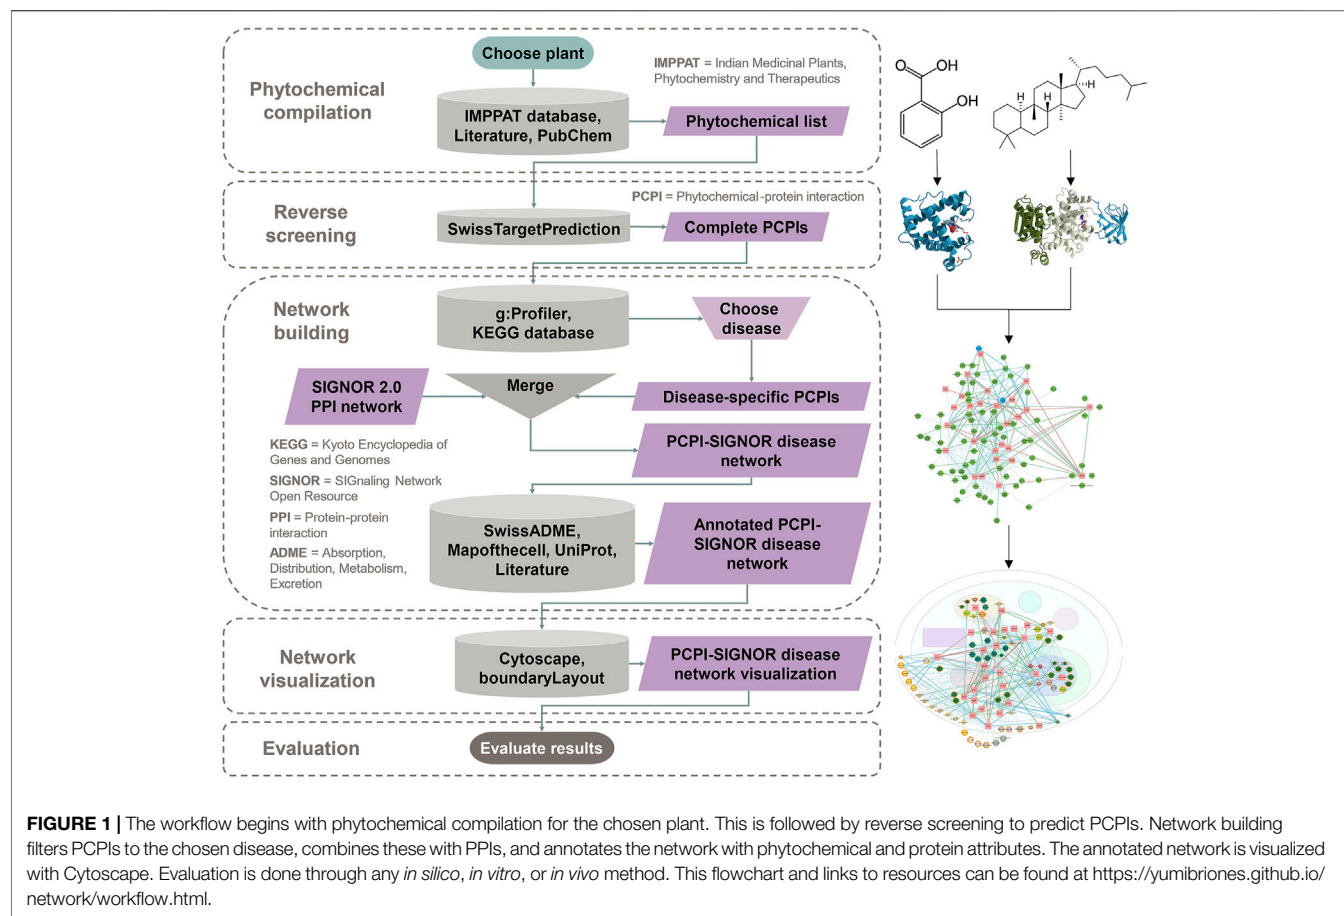 Phytochemical
compilation
Choose plant
IMPPAT = Indian Medicinal Plants,
Phytochemistry and Therapeutics
IMPPAT database,
Literature, PubChem
Phytochemical list
O
OH
OH
H
H
H
Reverse
screening
PCPI = Phytochemical-protein interaction
SwissTargetPrediction
Complete PCPIs
Network
building
g:Profiler,
KEGG database
Choose
disease
SIGNOR 2.0
PPI network
Merge
Disease-specific PCPIs
PCPI-SIGNOR disease
network
KEGG = Kyoto Encyclopedia of
Genes and Genomes
SIGNOR = SIGnaling Network
Open Resource
PPI = Protein-protein
interaction
ADME = Absorption,
Distribution, Metabolism,
Excretion
SwissADME,
Mapofthecell, UniProt,
Literature
Annotated PCPI-
SIGNOR disease
network
Network
visualization
Cytoscape,
boundaryLayout
PCPI-SIGNOR disease
network visualization
Evaluation
Evaluate results
FIGURE 1 | The workflow begins with phytochemical compilation for the chosen plant. This is followed by reverse screening to predict PCPIs. Network building
filters PCPIs to the chosen disease, combines these with PPIs, and annotates the network with phytochemical and protein attributes. The annotated network is visualized
with Cytoscape. Evaluation is done through any in silico, in vitro, or in vivo method. This flowchart and links to resources can be found at https://yumibriones.github.io/
network/workflow.html.